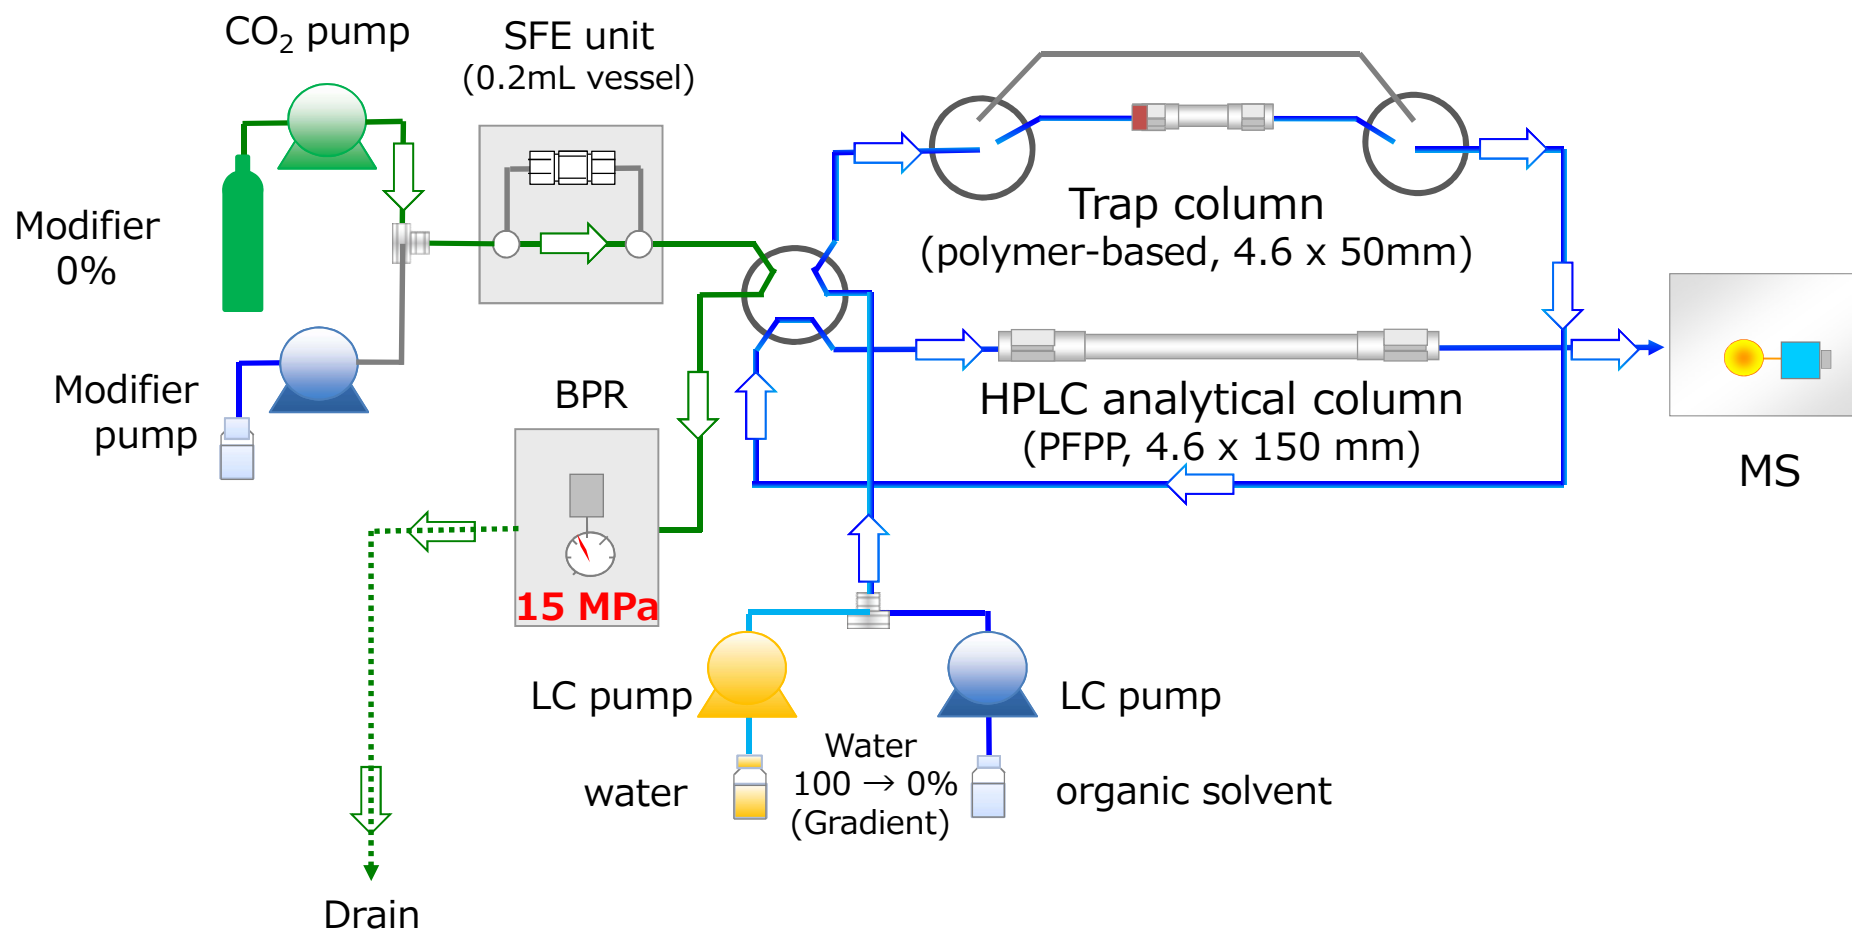 CO₂ pump
SFE unit
(0.2mL vessel)
Modifier
0%
Trap column
(polymer-based, 4.6 x 50mm)
Modifier
pump
BPR
HPLC analytical column
(PFPP, 4.6 x 150 mm)
MS
15 MPa
LC pump
LC pump
Water
100 → 0%
(Gradient)
water
organic solvent
Drain